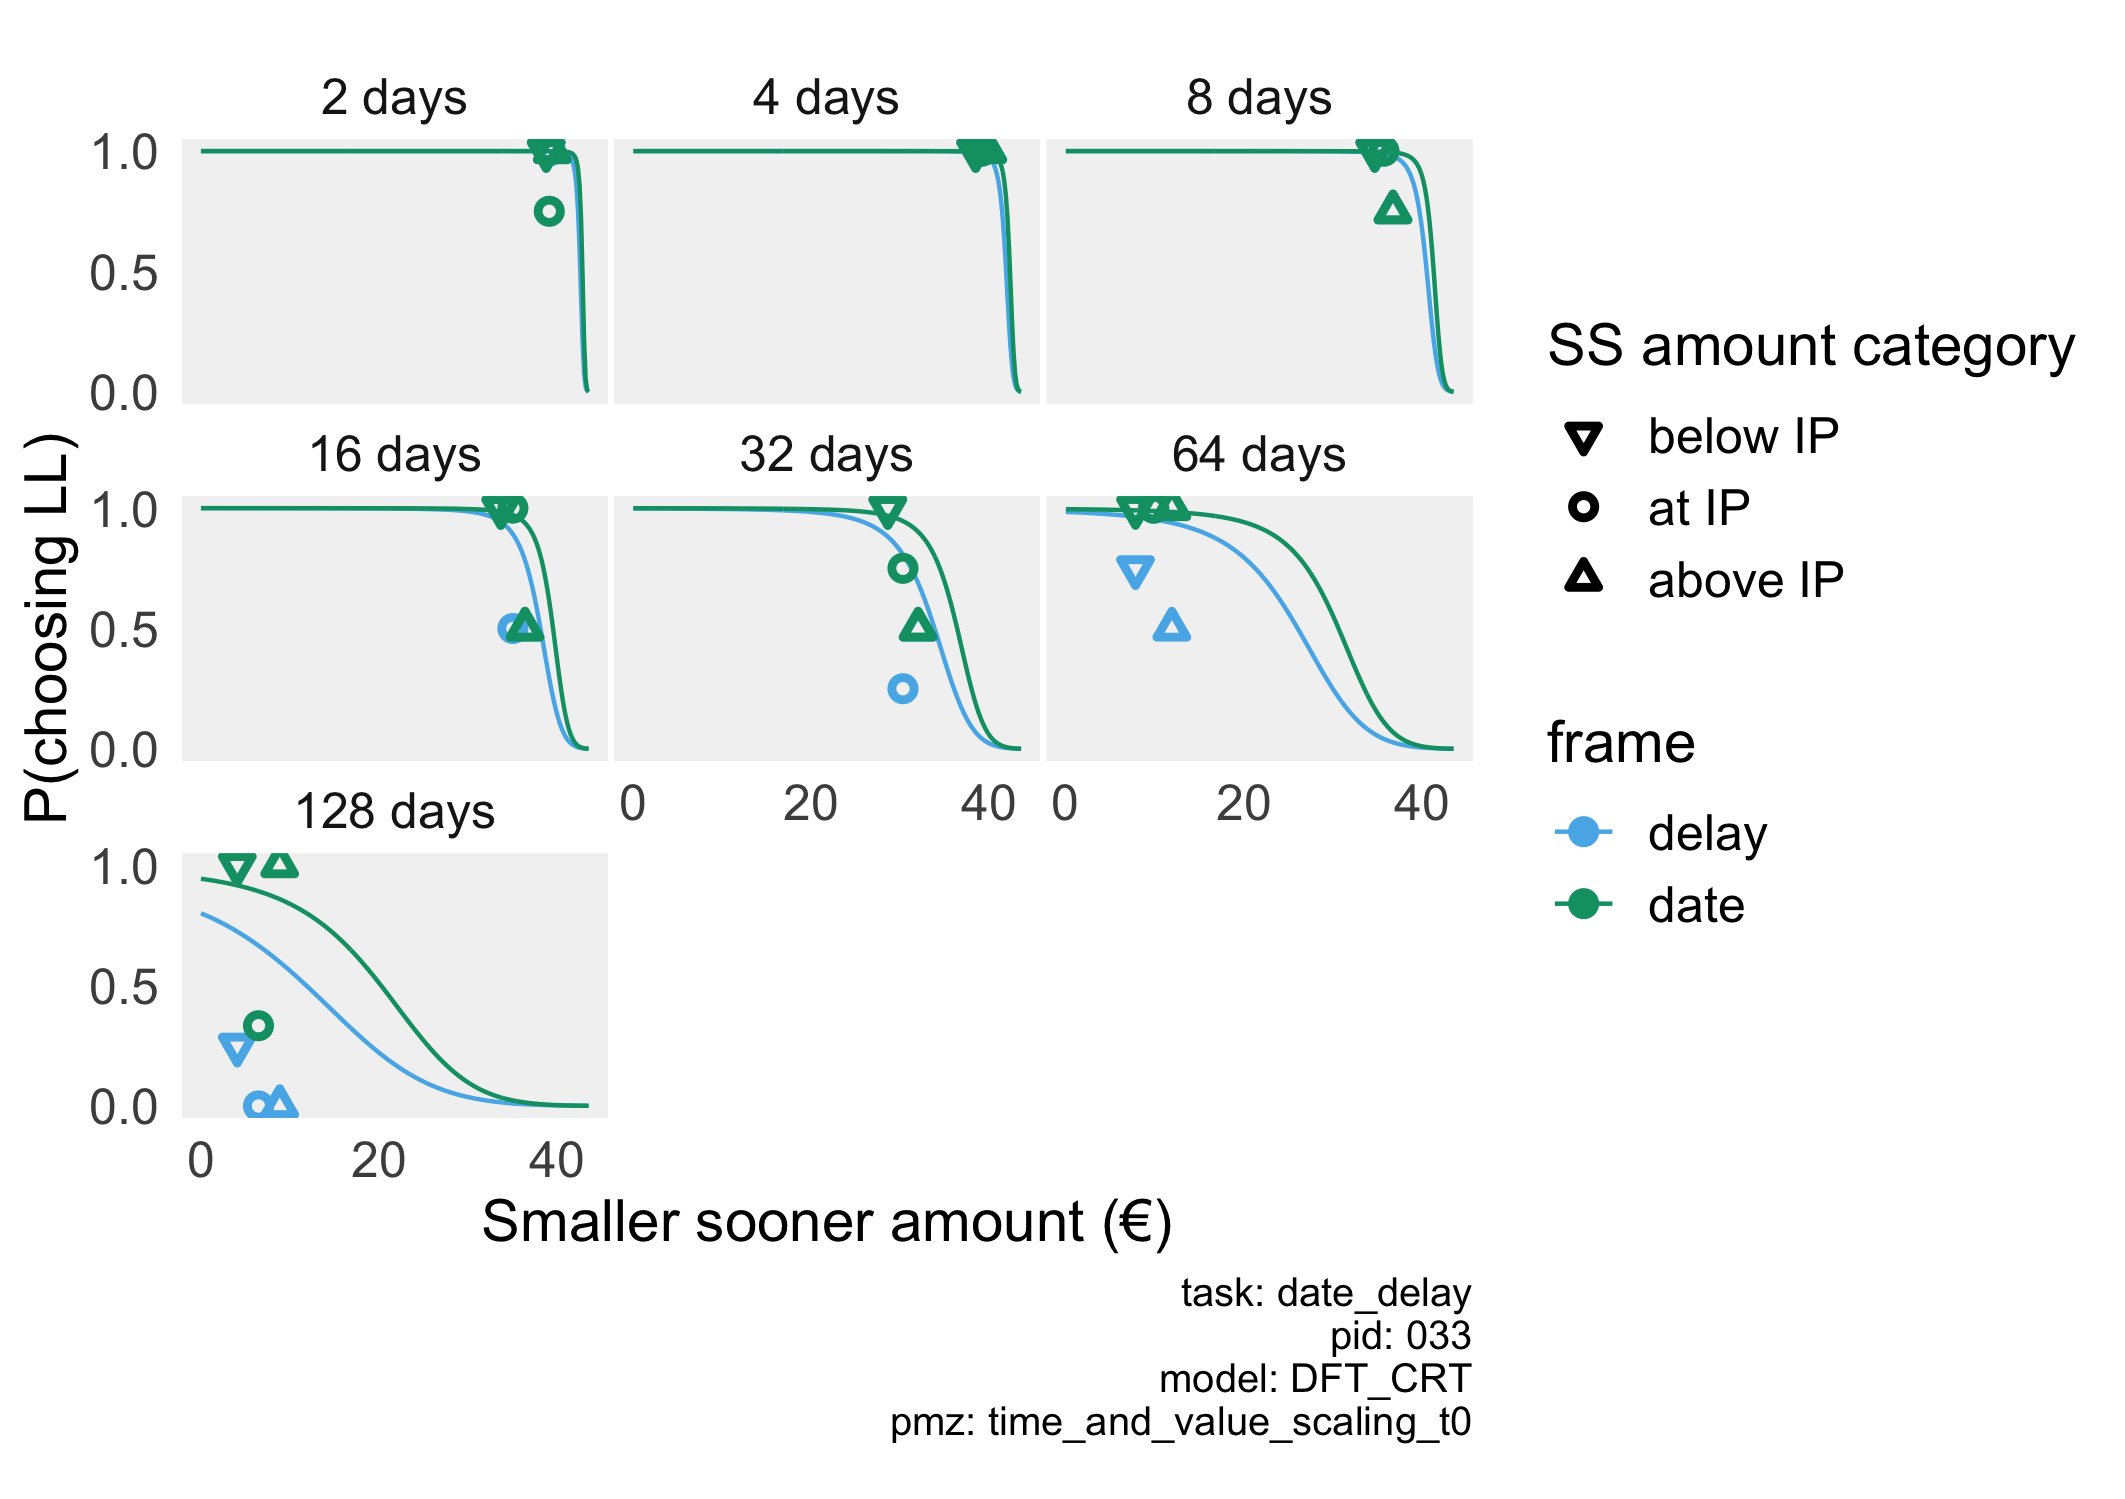 2 days
4 days
8 days
1.0
0.5
0.0
16 days
32 days
64 days
1.0
0.5
0.0
0
20
40
0
20
40
128 days
1.0
0.5
0.0
0
20
40
P(choosing LL)
Smaller sooner amount (€)
SS amount category
below IP
at IP
above IP
frame
delay
date
task: date_delay
pid: 033
model: DFT_CRT
pmz: time_and_value_scaling_t0